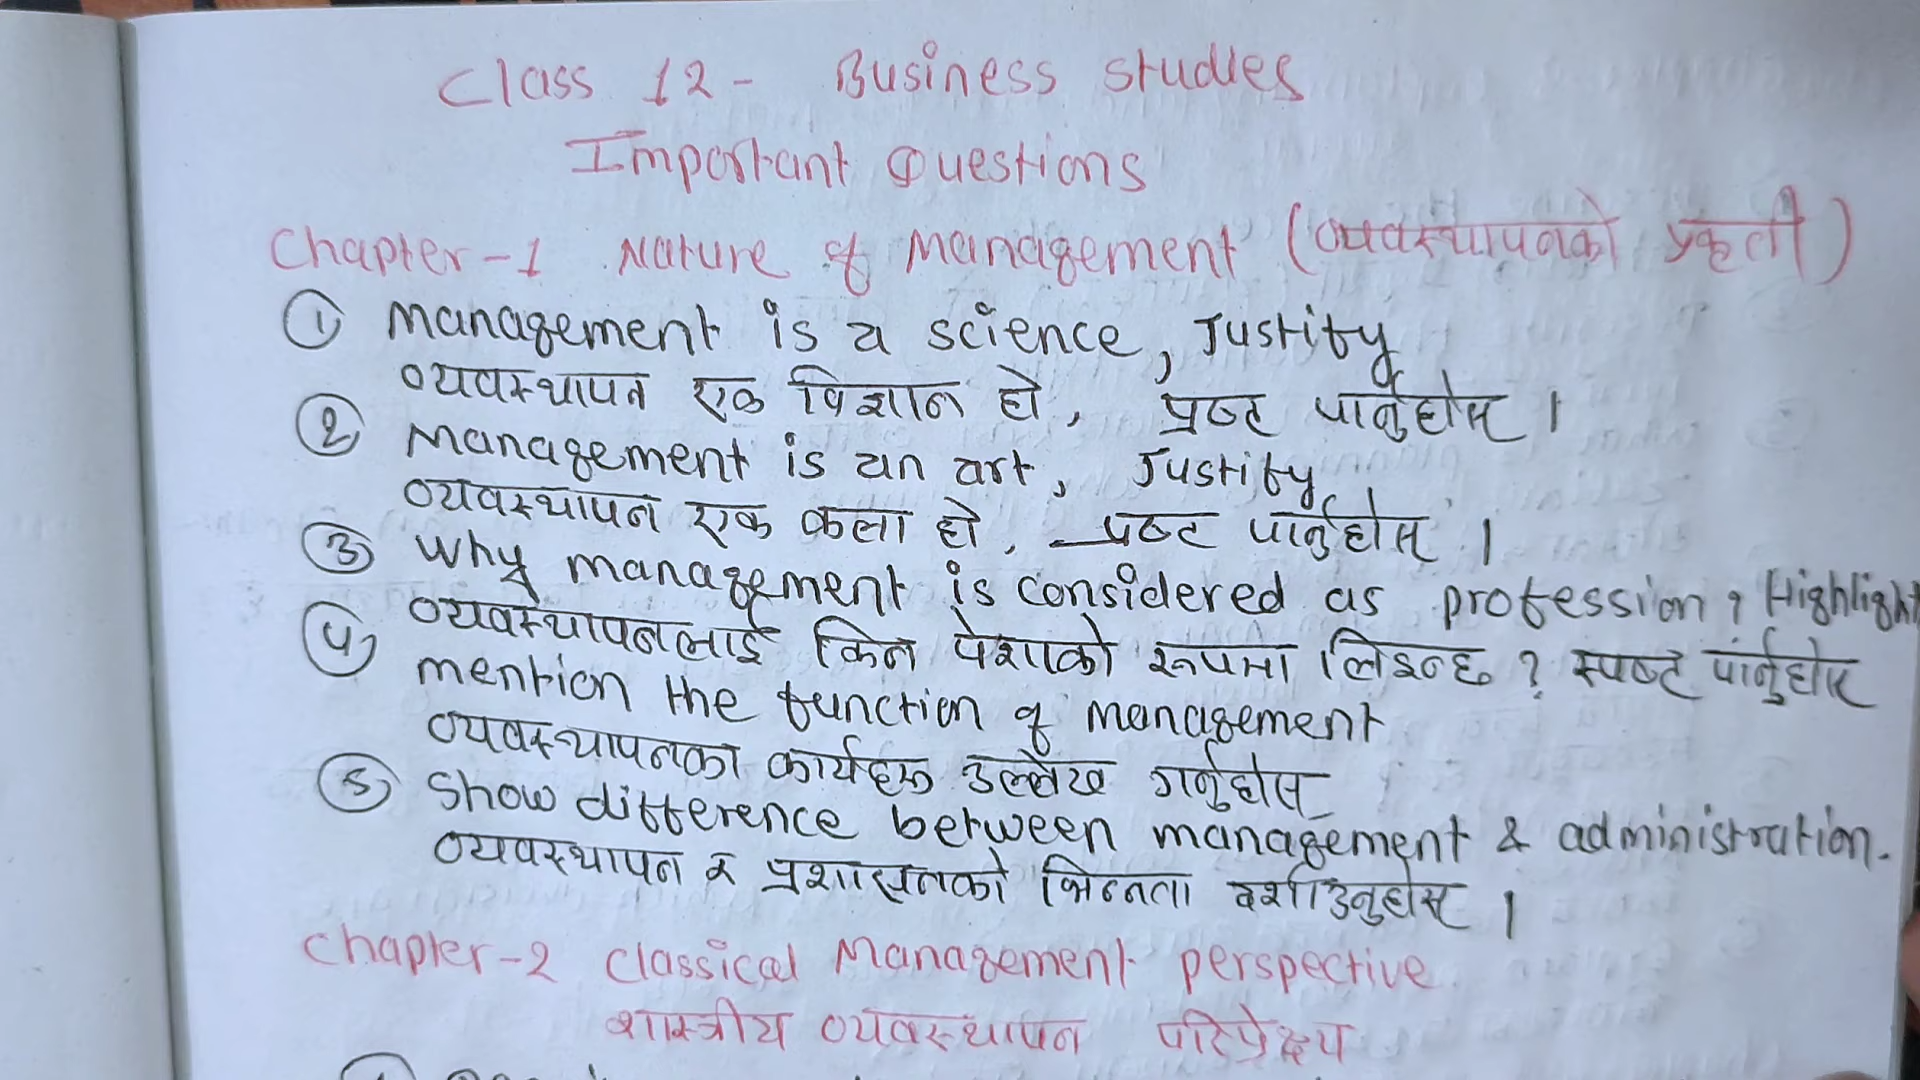 Class 12 - Business studies
Important Questions
Chapter-1 Nature of Management (व्यवस्थापनको प्रकृती)
① Management is a science, Justify
व्यवस्थापन एक विज्ञान हो, प्रष्ट पार्नुहोस् ।
② Management is an art, Justify
व्यवस्थापन एक कला हो, प्रष्ट पार्नुहोस् ।
③ Why management is considered as profession? Highlight
व्यवस्थापनलाई किन पेशाको रूपमा लिइन्छ ? स्पष्ट पार्नुहोस
④ mention the function of management
व्यवस्थापनका कार्यहरू उल्लेख गर्नुहोस्
⑤ Show difference between management & administration.
व्यवस्थापन र प्रशासनको भिन्नता दर्शाउनुहोस् ।
Chapter-2 Classical Management perspective
शास्त्रीय व्यवस्थापन परिप्रेक्ष्य